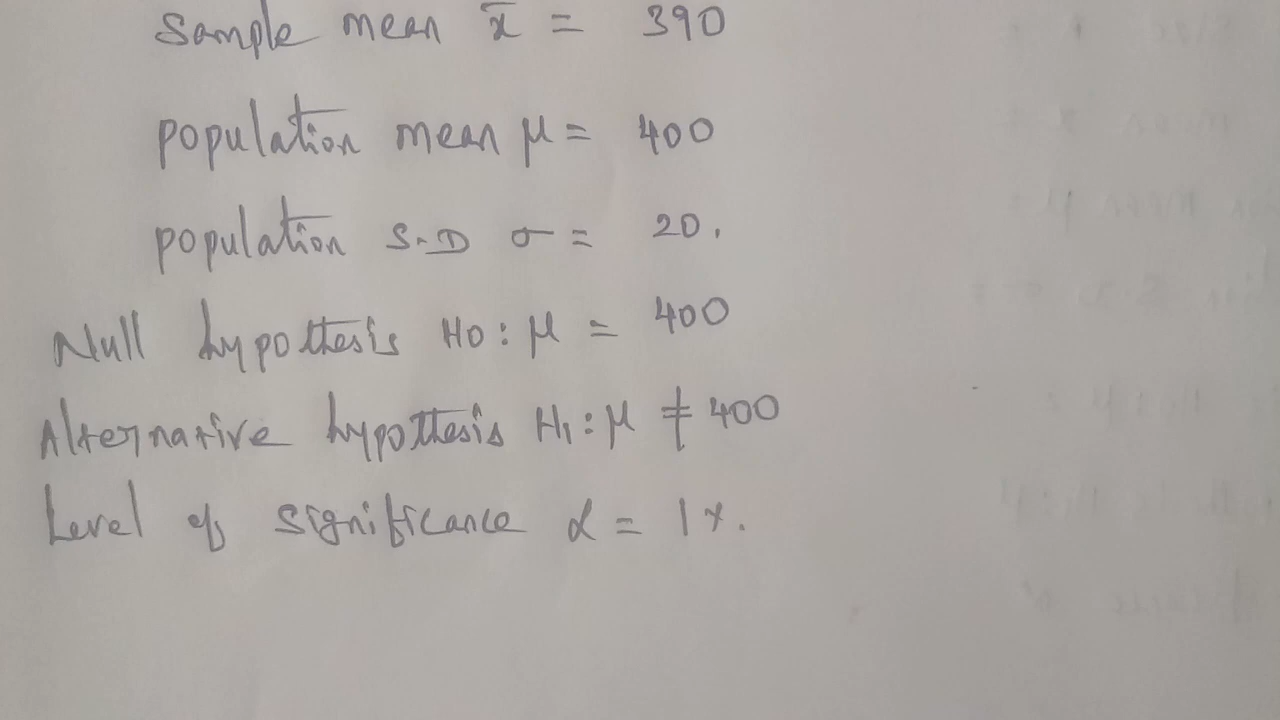 Sample mean x̄ = 390
population mean μ = 400
population S.D σ = 20.
Null hypothesis H0 : μ = 400
Alternative hypothesis H1 : μ ≠ 400
Level of significance α = 1%.